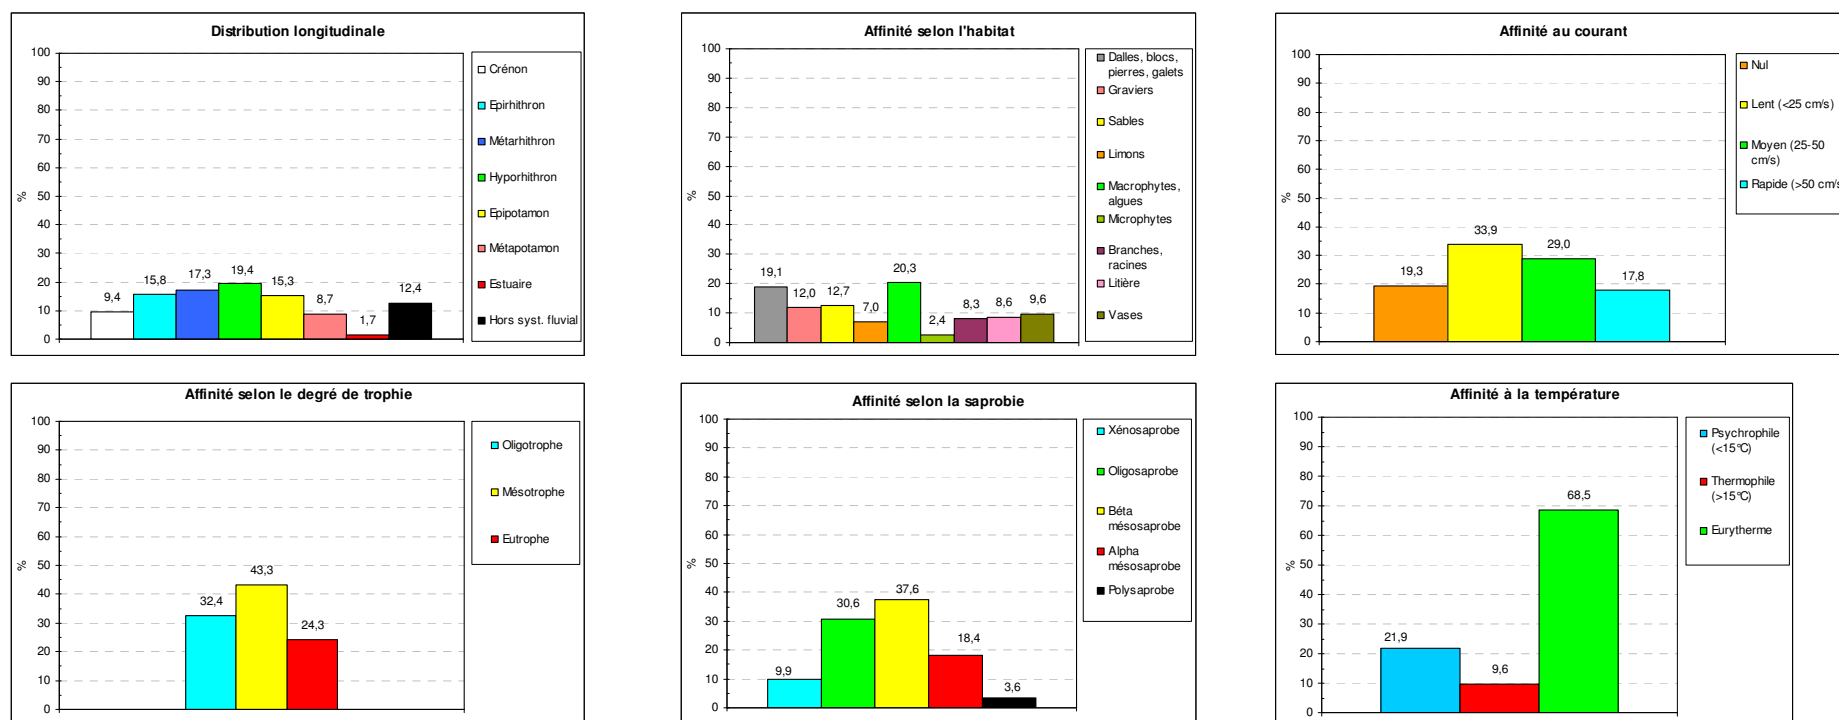 Distribution longitudinale
100
90
80
70
60
50
40
30
20
10
0
%
9,4
15,8
17,3
19,4
15,3
8,7
1,7
12,4
Crénon
Epirhithron
Métarhithron
Hyporhithron
Epipotamon
Métapotamon
Estuaire
Hors syst. fluvial
Affinité selon l'habitat
100
90
80
70
60
50
40
30
20
10
0
%
19,1
12,0
12,7
7,0
20,3
2,4
8,3
8,6
9,6
Dalles, blocs,
pierres, galets
Graviers
Sables
Limons
Macrophytes,
algues
Microphytes
Branches,
racines
Litière
Vases
Affinité au courant
100
90
80
70
60
50
40
30
20
10
0
%
19,3
33,9
29,0
17,8
Nul
Lent (<25 cm/s)
Moyen (25-50
cm/s)
Rapide (>50 cm/s
Affinité selon le degré de trophie
100
90
80
70
60
50
40
30
20
10
0
%
32,4
43,3
24,3
Oligotrophe
Mésotrophe
Eutrophe
Affinité selon la saprobie
100
90
80
70
60
50
40
30
20
10
0
%
9,9
30,6
37,6
18,4
3,6
Xénosaprobe
Oligosaprobe
Béta
mésosaprobe
Alpha
mésosaprobe
Polysaprobe
Affinité à la température
100
90
80
70
60
50
40
30
20
10
0
%
21,9
9,6
68,5
Psychrophile
(<15°C)
Thermophile
(>15°C)
Eurytherme